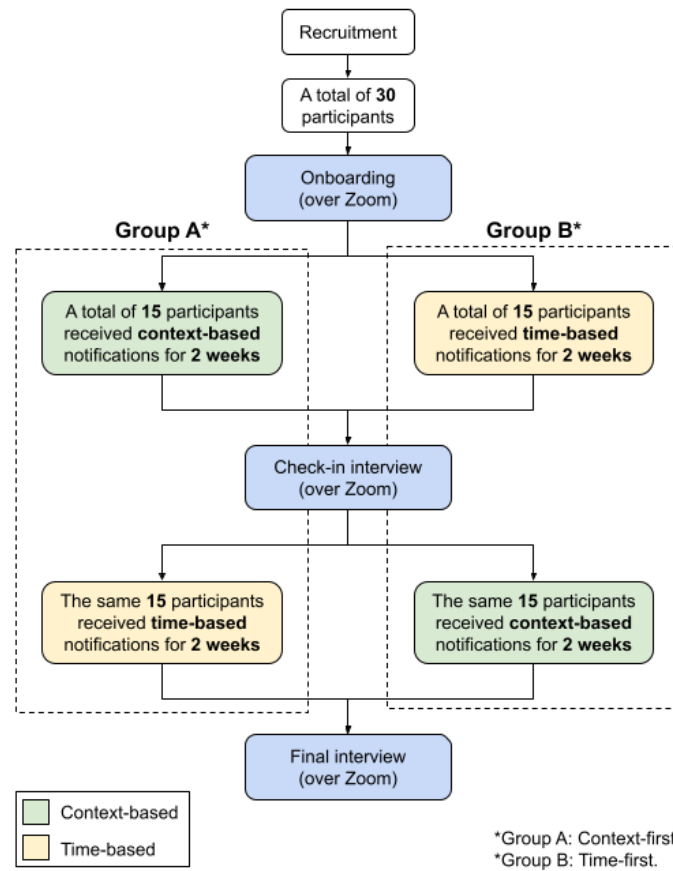 Recruitment
A total of 30
participants
Onboarding
(over Zoom)
Group A*
Group B*
A total of 15 participants
received context-based
notifications for 2 weeks
A total of 15 participants
received time-based
notifications for 2 weeks
Check-in interview
(over Zoom)
The same 15 participants
received time-based
notifications for 2 weeks
The same 15 participants
received context-based
notifications for 2 weeks
Final interview
(over Zoom)
Context-based
Time-based
*Group A: Context-first
*Group B: Time-first.